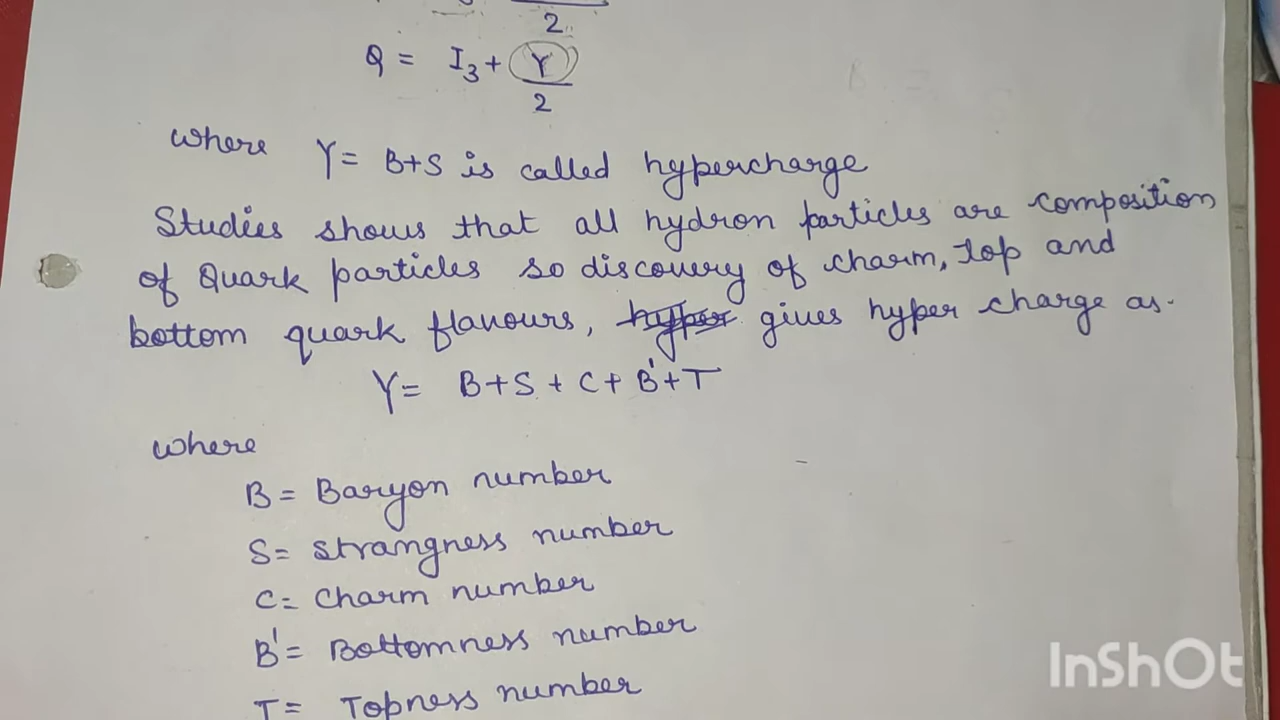 2
Q = I₃ + Y
2
where Y = B+S is called hypercharge
Studies shows that all hydron particles are composition
of Quark particles so discovery of charm, top and
bottom quark flavours, gives hyper charge as.
Y = B+S + C + B' + T
where
B = Baryon number
S = Strangness number
C = Charm number
B' = Bottomness number
T = Topness number
InShOt